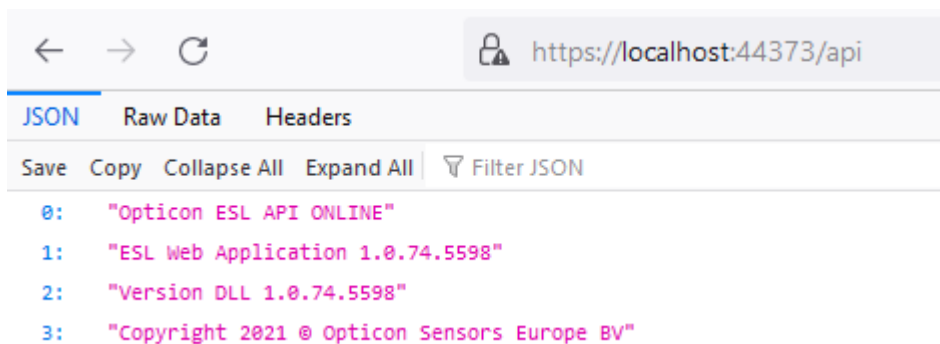 https://localhost:44373/api
JSON Raw Data Headers
Save Copy Collapse All Expand All Filter JSON
0: "Opticon ESL API ONLINE"
1: "ESL Web Application 1.0.74.5598"
2: "Version DLL 1.0.74.5598"
3: "Copyright 2021 © Opticon Sensors Europe BV"